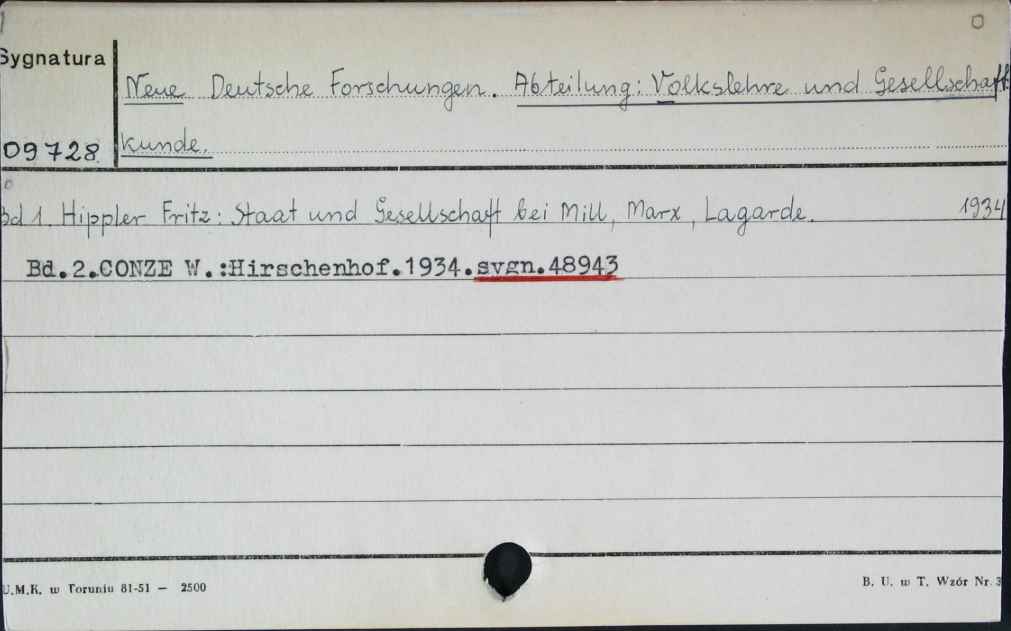 Sygnatura
Neue Deutsche Forschungen. Abteilung: Volkslehre und Gesellschaft
09728 kunde.
Bd 1. Hippler Fritz: Staat und Gesellschaft bei Mill, Marx, Lagarde. 1934
Bd.2.CONZE W.:Hirschenhof.1934.sygn.48943
U.M.K. w Toruniu 81-51 — 2500
B. U. w T. Wzór Nr. 3